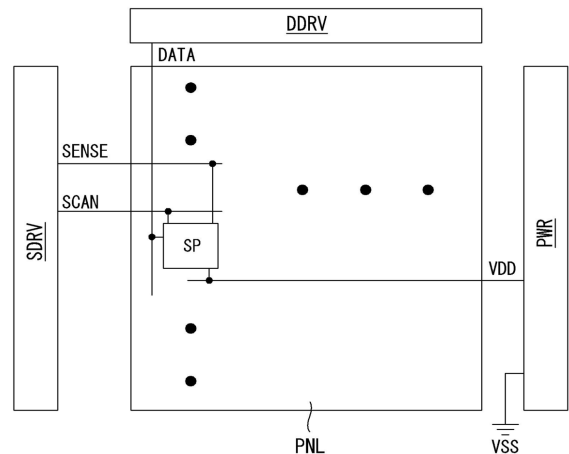 DDRV
DATA
SENSE
SCAN
SDRV
SP
VDD
PWR
PNL
VSS